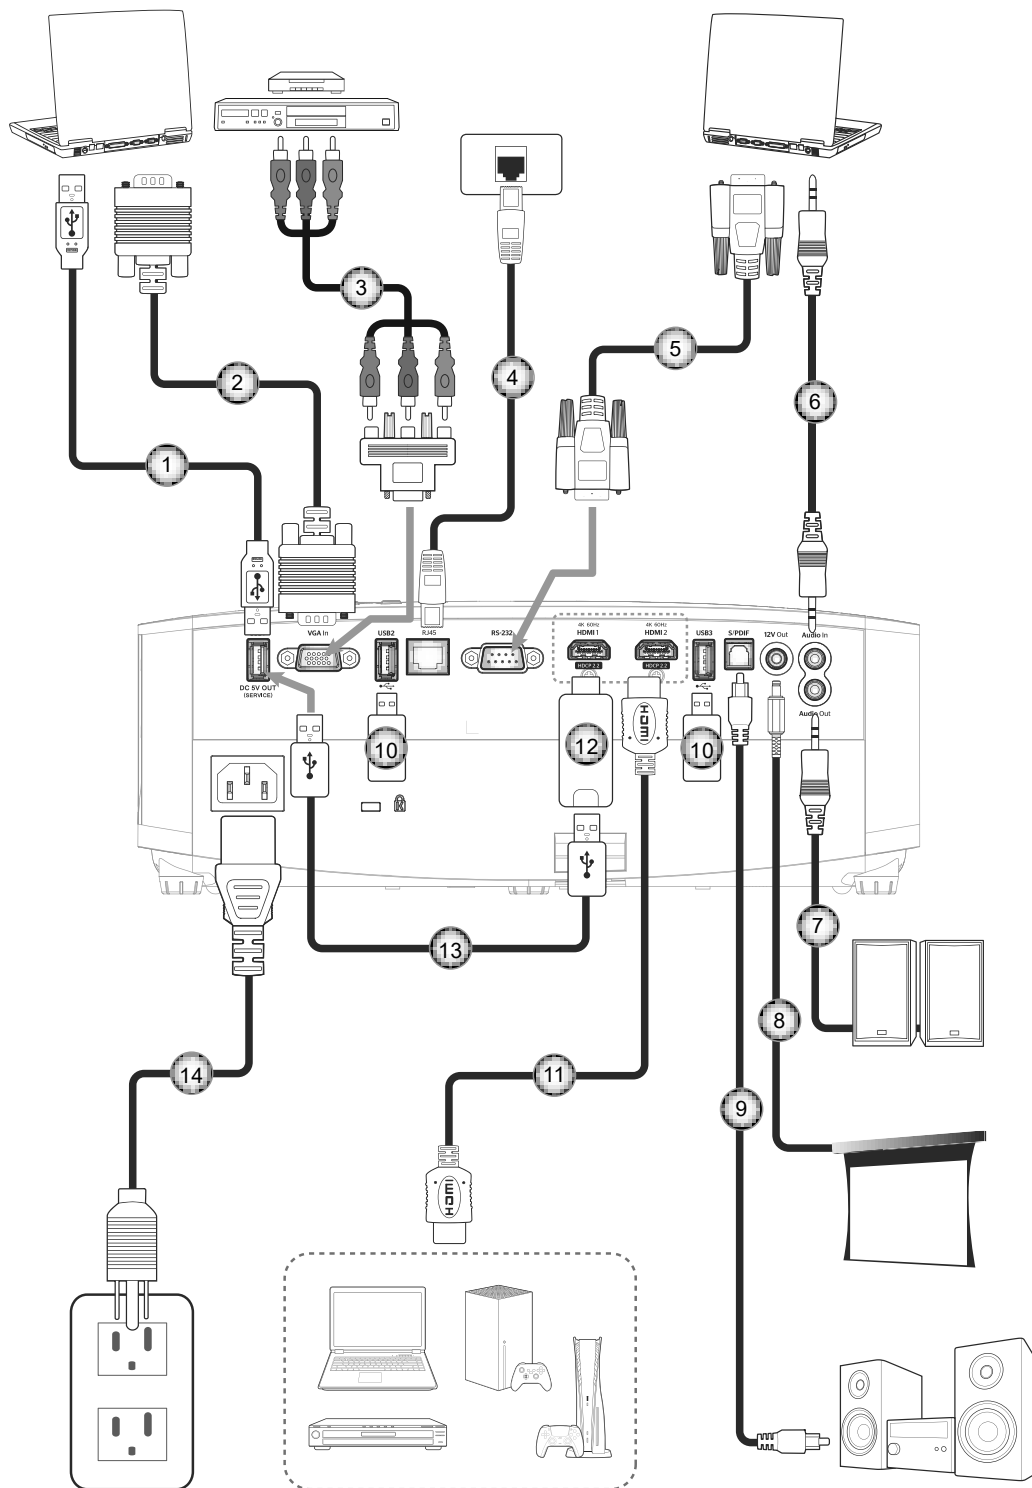 3
5
4
2
6
1
4K 60Hz
4K 60Hz
VGA In
USB2
RJ45
RS-232
HDMI 1
HDMI 2
USB3
S/PDIF
12V Out
Audio In
HDCP 2.2
HDCP 2.2
DC 5V OUT
(SERVICE)
Audio Out
HDMI
10
12
10
7
13
8
14
11
9
HDMI